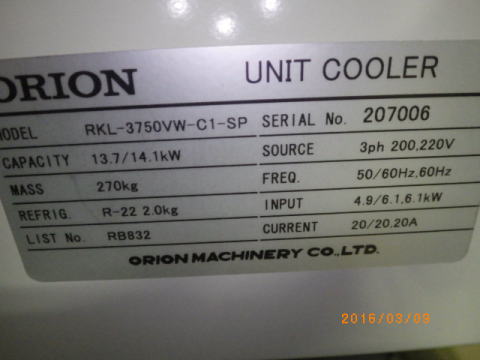 ORION UNIT COOLER
MODEL RKL-3750VW-C1-SP SERIAL No. 207006
CAPACITY 13.7/14.1kW SOURCE 3ph 200,220V
MASS 270kg FREQ. 50/60Hz,60Hz
REFRIG. R-22 2.0kg INPUT 4.9/6.1,6.1kW
LIST No. RB832 CURRENT 20/20.20A
ORION MACHINERY CO.,LTD.
2016/03/09